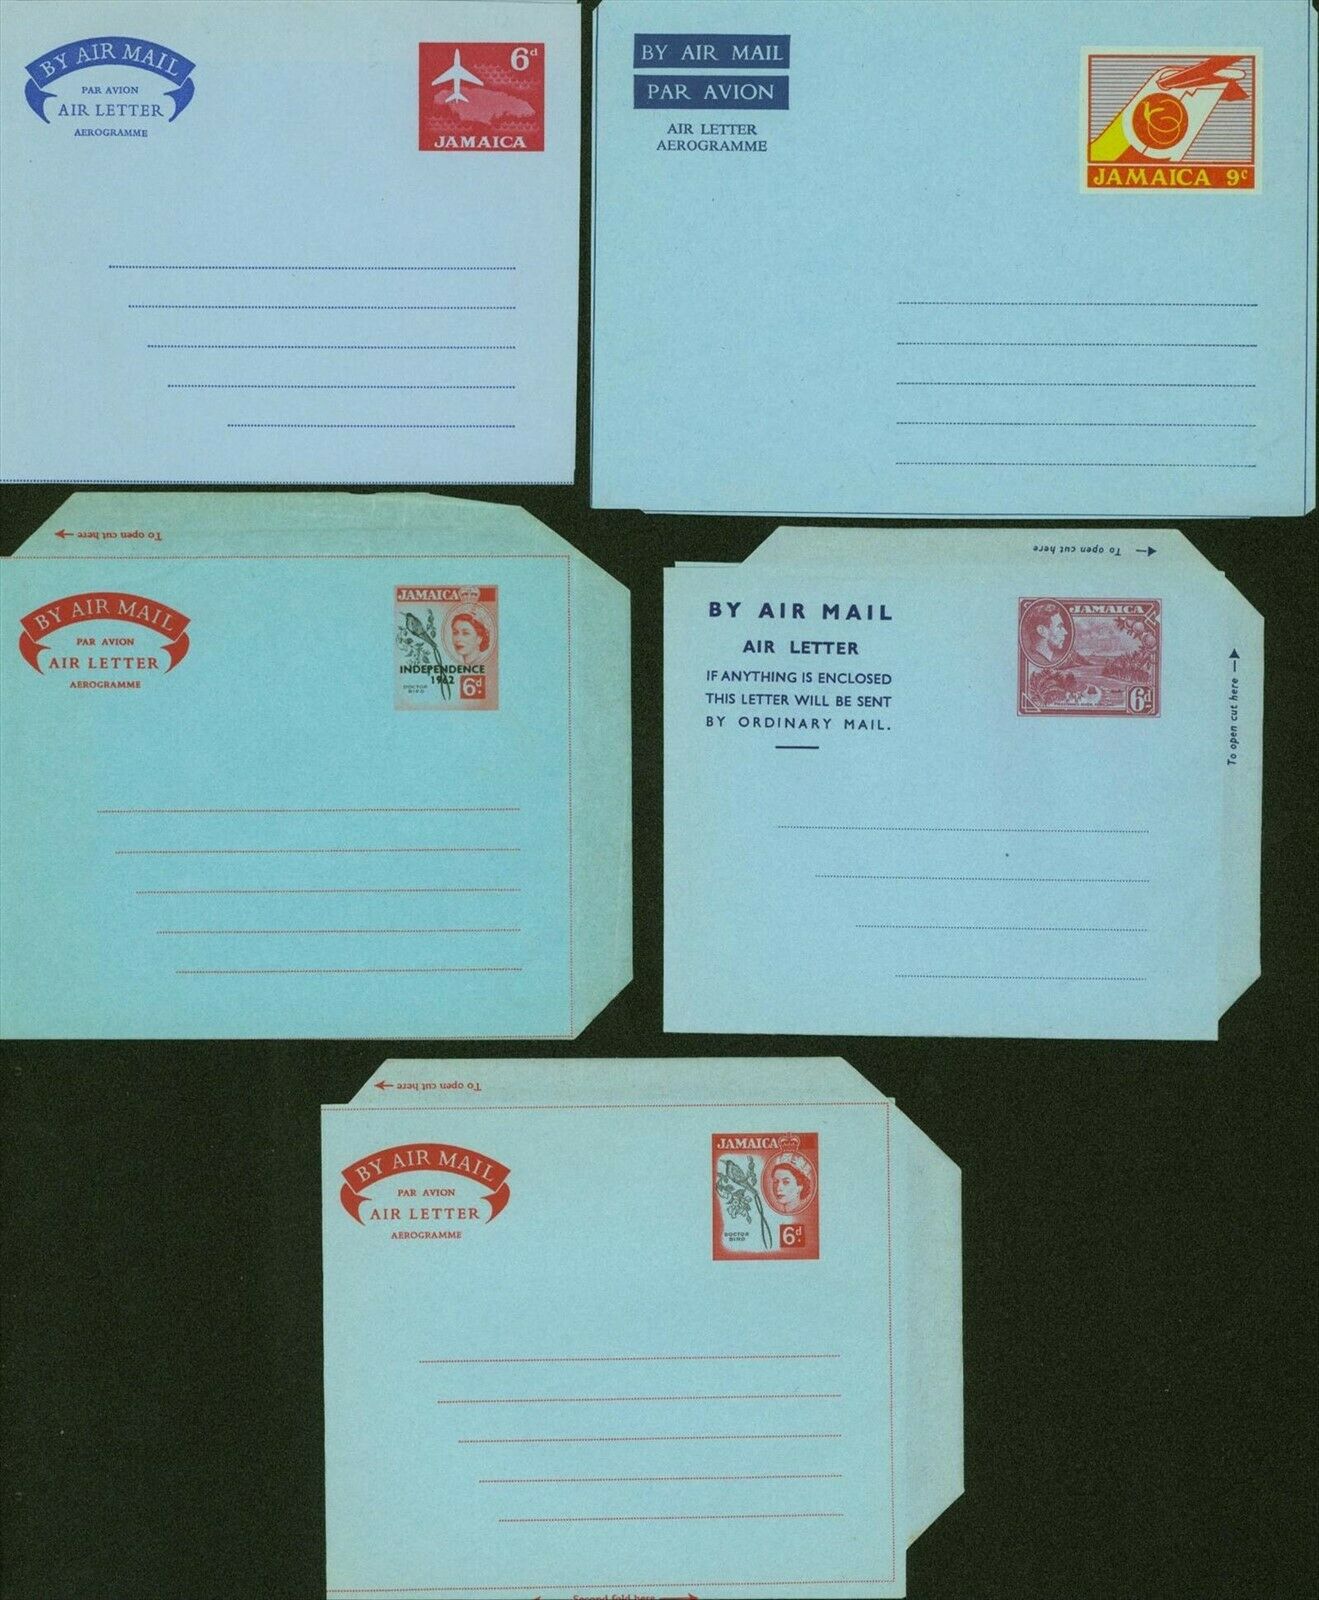 BY AIR MAIL
PAR AVION
AIR LETTER
AEROGRAMME
6d
JAMAICA
BY AIR MAIL
PAR AVION
AIR LETTER
AEROGRAMME
JAMAICA 9c
To open cut here
BY AIR MAIL
PAR AVION
AIR LETTER
AEROGRAMME
JAMAICA
INDEPENDENCE
1962
DOCTOR
BIRD
6d.
To open cut here
To open cut here
BY AIR MAIL
AIR LETTER
IF ANYTHING IS ENCLOSED
THIS LETTER WILL BE SENT
BY ORDINARY MAIL.
JAMAICA
6d
To open cut here
BY AIR MAIL
PAR AVION
AIR LETTER
AEROGRAMME
JAMAICA
DOCTOR
BIRD
6d.
Second fold here